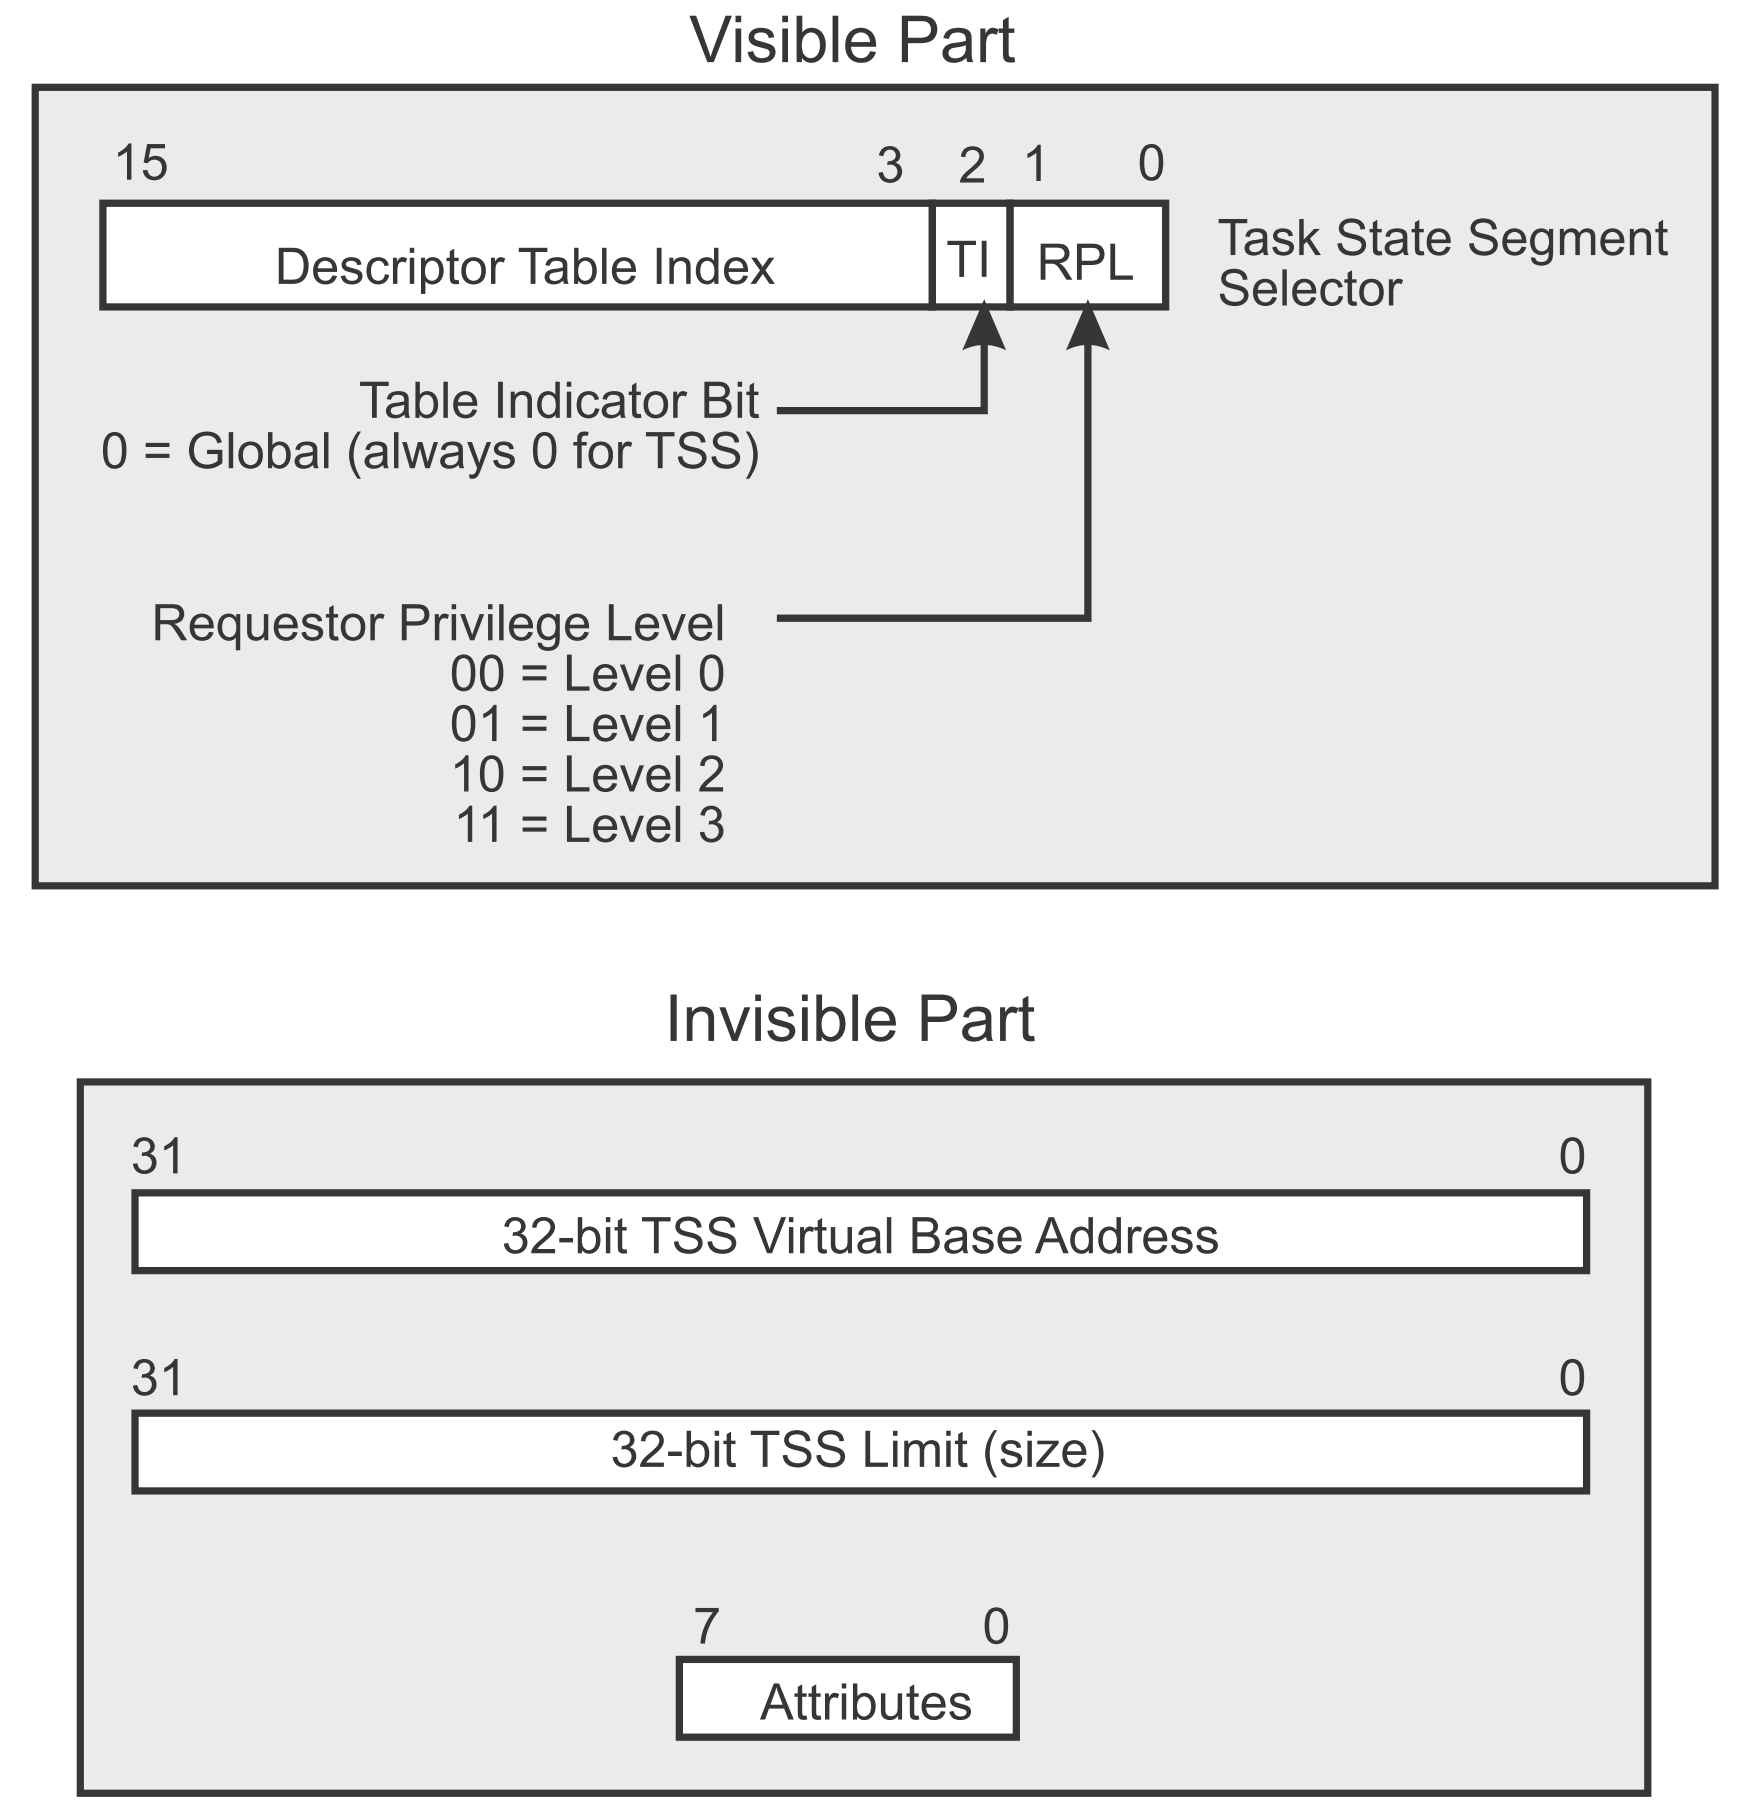 Visible Part
15 3 2 1 0
Descriptor Table Index TI RPL
Task State Segment
Selector
Table Indicator Bit
0 = Global (always 0 for TSS)
Requestor Privilege Level
00 = Level 0
01 = Level 1
10 = Level 2
11 = Level 3
Invisible Part
31 0
32-bit TSS Virtual Base Address
31 0
32-bit TSS Limit (size)
7 0
Attributes